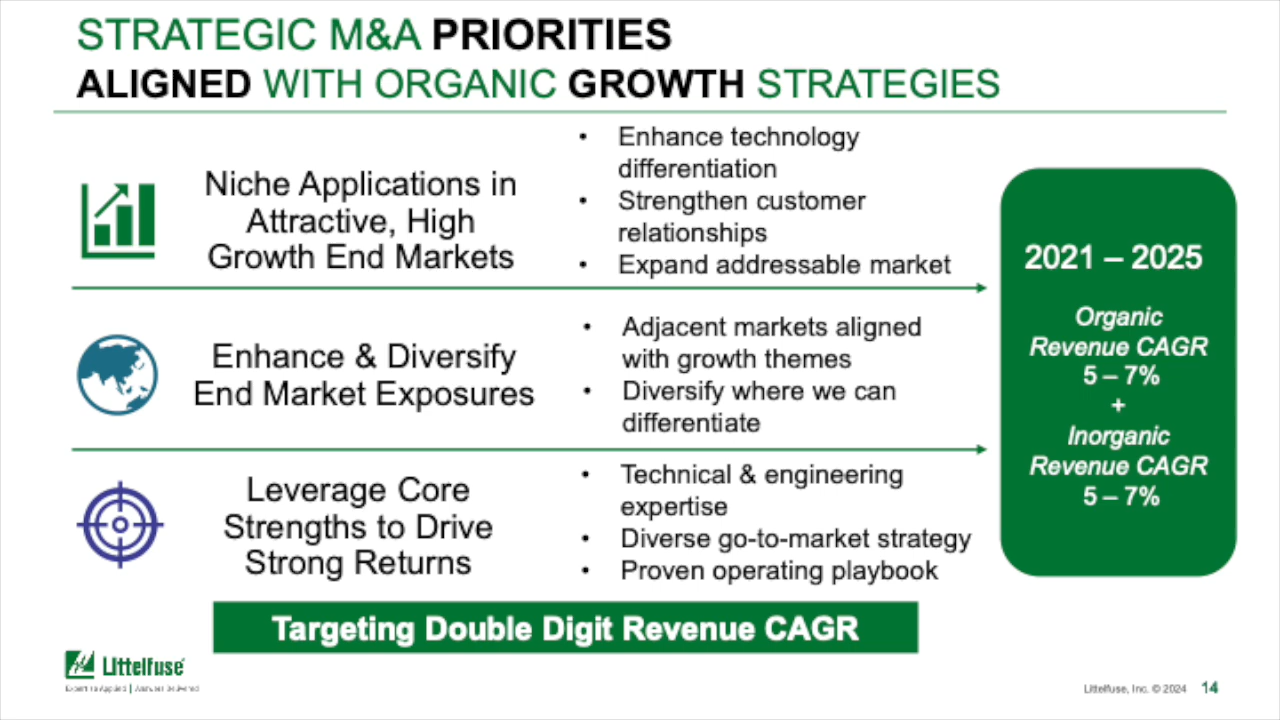 STRATEGIC M&A PRIORITIES
ALIGNED WITH ORGANIC GROWTH STRATEGIES
Niche Applications in
Attractive, High
Growth End Markets
• Enhance technology
differentiation
• Strengthen customer
relationships
• Expand addressable market
Enhance & Diversify
End Market Exposures
• Adjacent markets aligned
with growth themes
• Diversify where we can
differentiate
Leverage Core
Strengths to Drive
Strong Returns
• Technical & engineering
expertise
• Diverse go-to-market strategy
• Proven operating playbook
2021 – 2025
Organic
Revenue CAGR
5 – 7%
+
Inorganic
Revenue CAGR
5 – 7%
Targeting Double Digit Revenue CAGR
Littelfuse
Littelfuse, Inc. © 2024
14